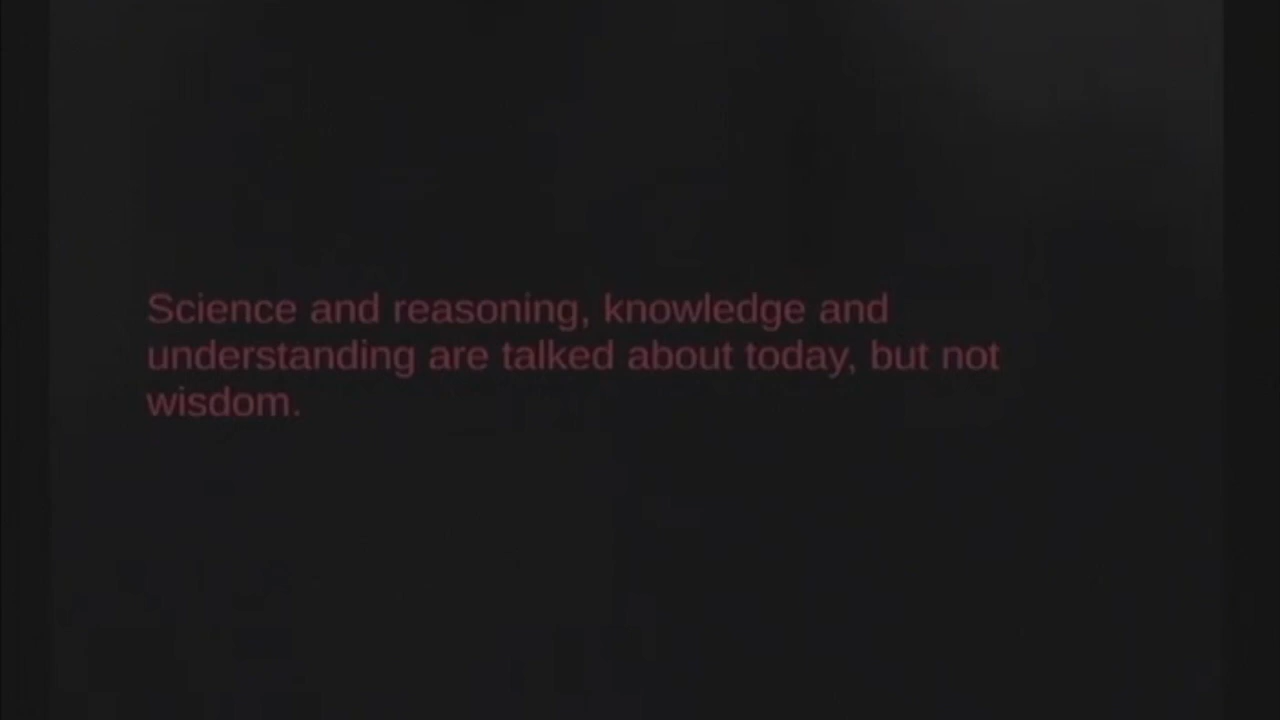 Science and reasoning, knowledge and
understanding are talked about today, but not
wisdom.